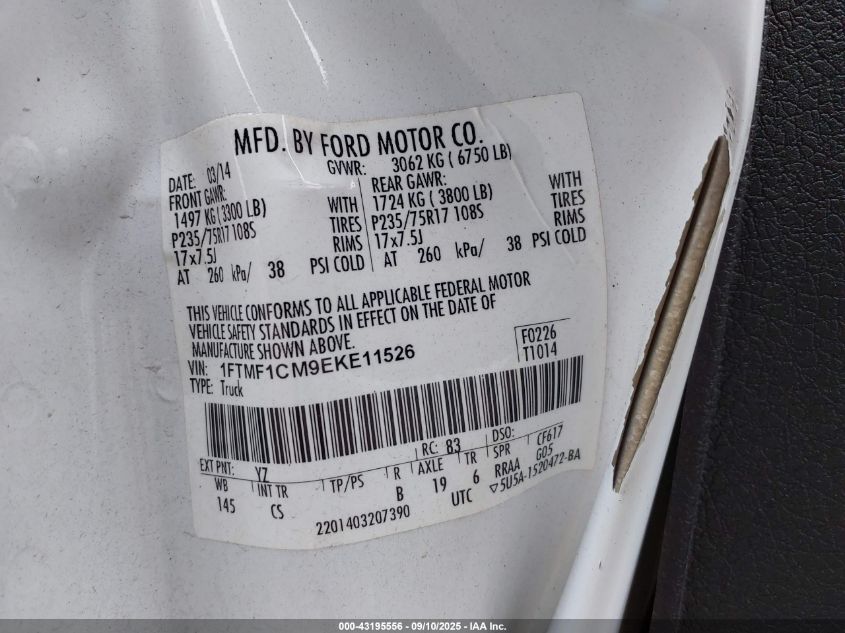 MFD. BY FORD MOTOR CO.
DATE: 03/14 GVWR: 3062 KG ( 6750 LB)
FRONT GAWR: REAR GAWR:
1497 KG (3300 LB) WITH 1724 KG ( 3800 LB) WITH
P235/75R17 108S TIRES P235/75R17 108S TIRES
17x7.5J RIMS 17x7.5J RIMS
AT 260 kPa/ 38 PSI COLD AT 260 kPa/ 38 PSI COLD
THIS VEHICLE CONFORMS TO ALL APPLICABLE FEDERAL MOTOR
VEHICLE SAFETY STANDARDS IN EFFECT ON THE DATE OF
MANUFACTURE SHOWN ABOVE.
VIN: 1FTMF1CM9EKE11526 F0226
TYPE: Truck T1014
EXT PNT: YZ RC: 83 DSO: CF617
WB INT TR TP/PS R AXLE TR SPR G05
145 CS B 19 6 RRAA
2201403207390 UTC ▽5U5A-1520472-BA
000-43195556 - 09/10/2025 - IAA Inc.